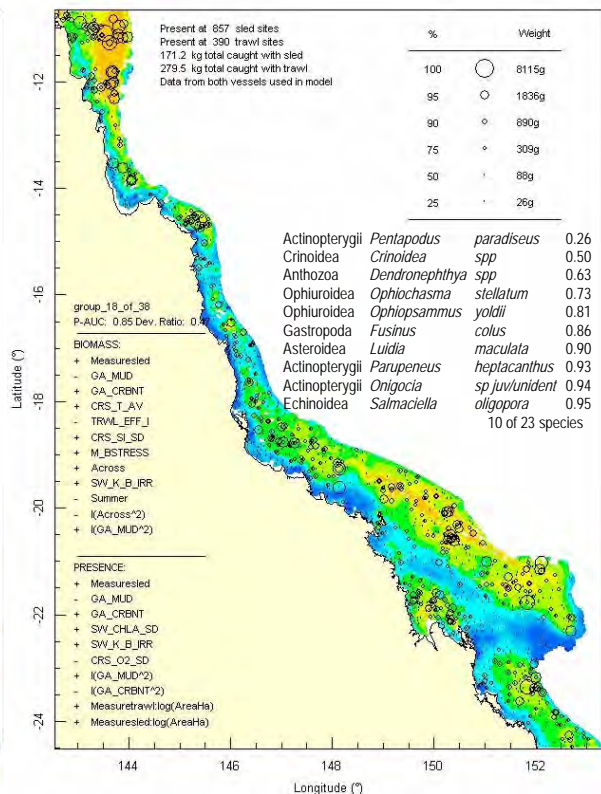 Present at 857 sled sites
Present at 390 trawl sites
171.2 kg total caught with sled
279.5 kg total caught with trawl
Data from both vessels used in model
% Weight
100 8115g
95 1836g
90 890g
75 309g
50 88g
25 26g
Actinopterygii Pentapodus paradiseus 0.26
Crinoidea Crinoidea spp 0.50
Anthozoa Dendronephthya spp 0.63
Ophiuroidea Ophiochasma stellatum 0.73
Ophiuroidea Ophiopsammus yoldii 0.81
Gastropoda Fusinus colus 0.86
Asteroidea Luidia maculata 0.90
Actinopterygii Parupeneus heptacanthus 0.93
Actinopterygii Onigocia sp juv/unident 0.94
Echinoidea Salmaciella oligopora 0.95
10 of 23 species
group_18_of_38
P-AUC: 0.85 Dev. Ratio:
BIOMASS:
+ Measuresled
- GA_MUD
+ GA_CRBNT
+ CRS_T_AV
- TRWL_EFF_I
+ CRS_SI_SD
+ M_BSTRESS
+ Across
+ SW_K_B_IRR
- Summer
- I(Across^2)
+ I(GA_MUD^2)
PRESENCE:
+ Measuresled
- GA_MUD
+ GA_CRBNT
+ SW_CHLA_SD
+ SW_K_B_IRR
- CRS_O2_SD
+ I(GA_MUD^2)
- I(GA_CRBNT^2)
+ Measuretrawl:log(AreaHa)
+ Measuresled:log(AreaHa)
Latitude (°)
-12
-14
-16
-18
-20
-22
-24
144 146 148 150 152
Longitude (°)